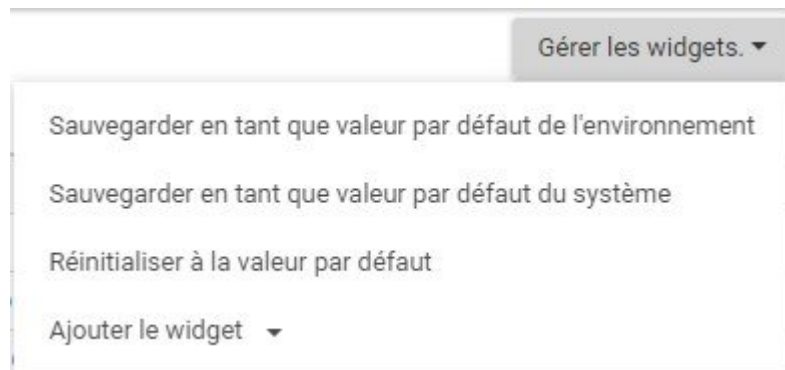 Gérer les widgets.
Sauvegarder en tant que valeur par défaut de l'environnement
Sauvegarder en tant que valeur par défaut du système
Réinitialiser à la valeur par défaut
Ajouter le widget